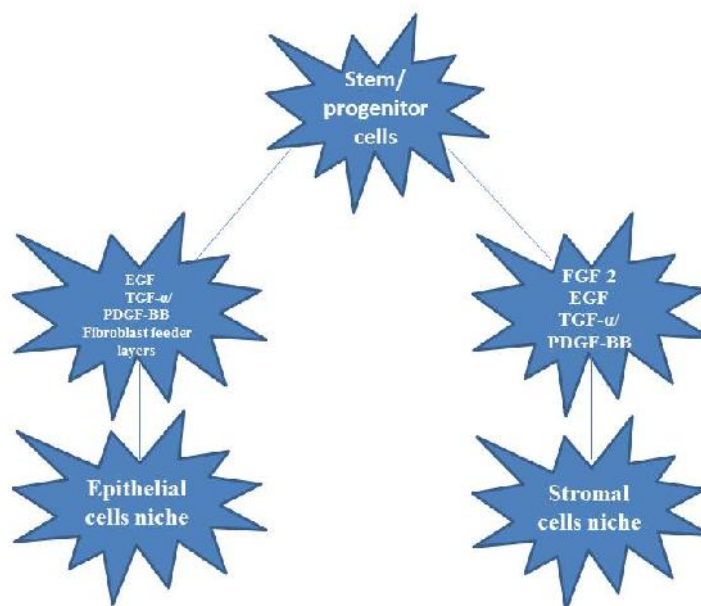 Stem/
progenitor
cells
EGF
TGF-α/
PDGF-BB
Fibroblast feeder
layers
FGF 2
EGF
TGF-α/
PDGF-BB
Epithelial
cells niche
Stromal
cells niche